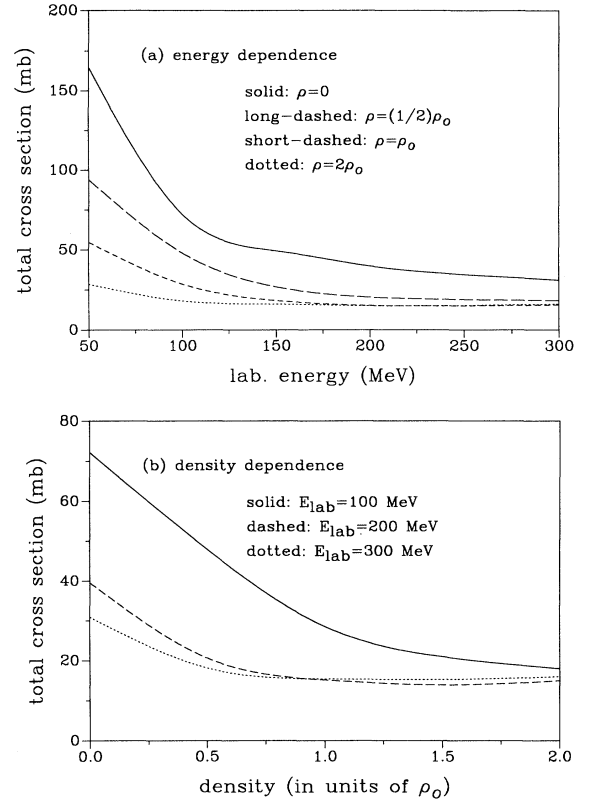 200
150
100
50
0
total cross section (mb)
(a) energy dependence
solid: ρ=0
long-dashed: ρ=(1/2)ρₒ
short-dashed: ρ=ρₒ
dotted: ρ=2ρₒ
50 100 150 200 250 300
lab. energy (MeV)
80
60
40
20
0
total cross section (mb)
(b) density dependence
solid: E_lab=100 MeV
dashed: E_lab=200 MeV
dotted: E_lab=300 MeV
0.0 0.5 1.0 1.5 2.0
density (in units of ρₒ)